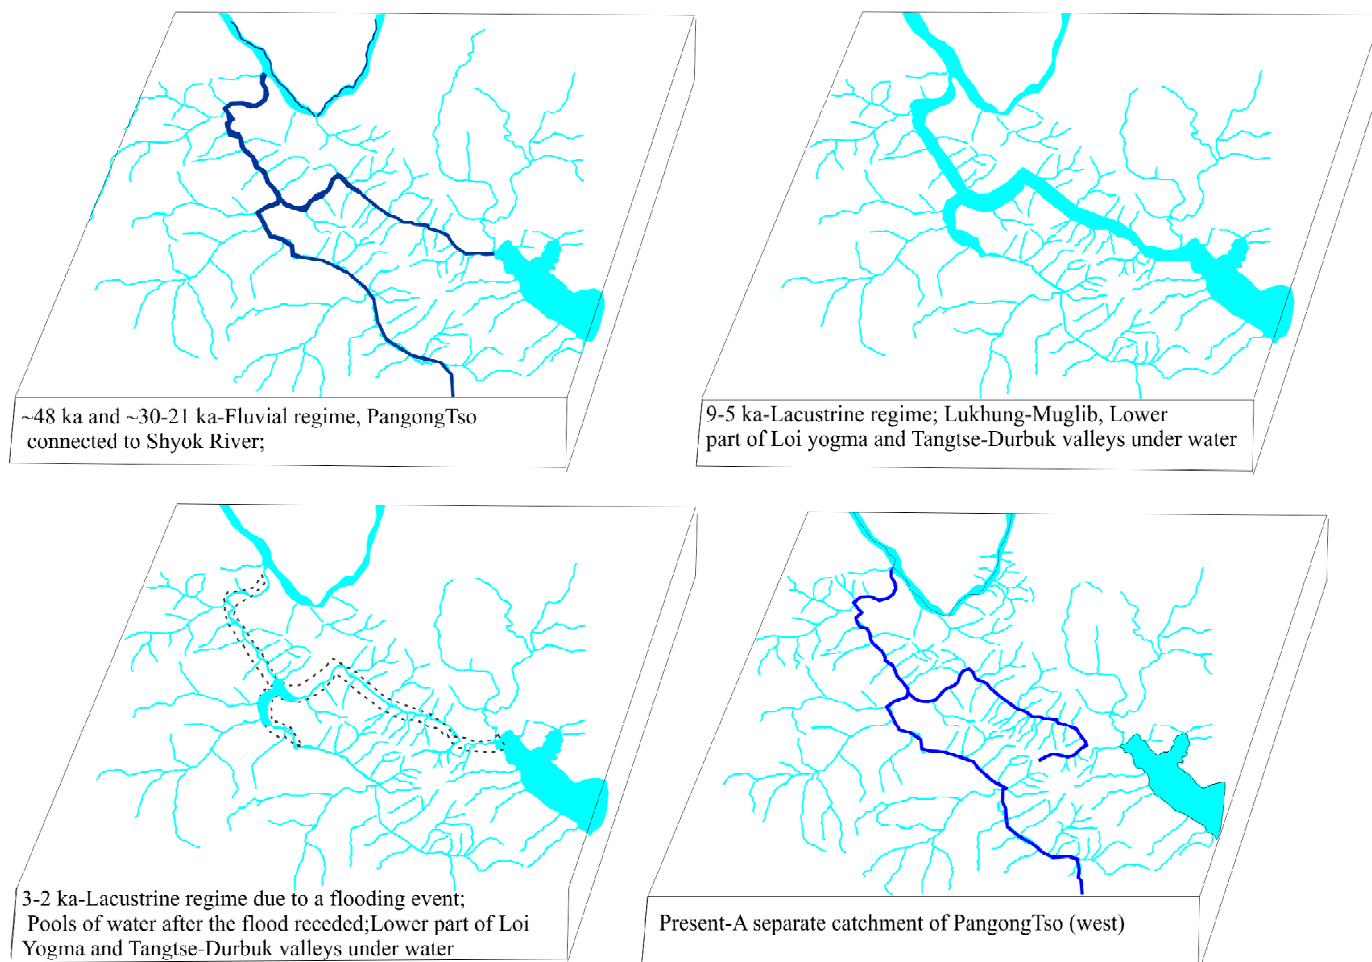 ~48 ka and ~30-21 ka-Fluvial regime, PangongTso
connected to Shyok River;
9-5 ka-Lacustrine regime; Lukhung-Muglib, Lower
part of Loi yogma and Tangtse-Durbuk valleys under water
3-2 ka-Lacustrine regime due to a flooding event;
Pools of water after the flood receded;Lower part of Loi
Yogma and Tangtse-Durbuk valleys under water
Present-A separate catchment of PangongTso (west)